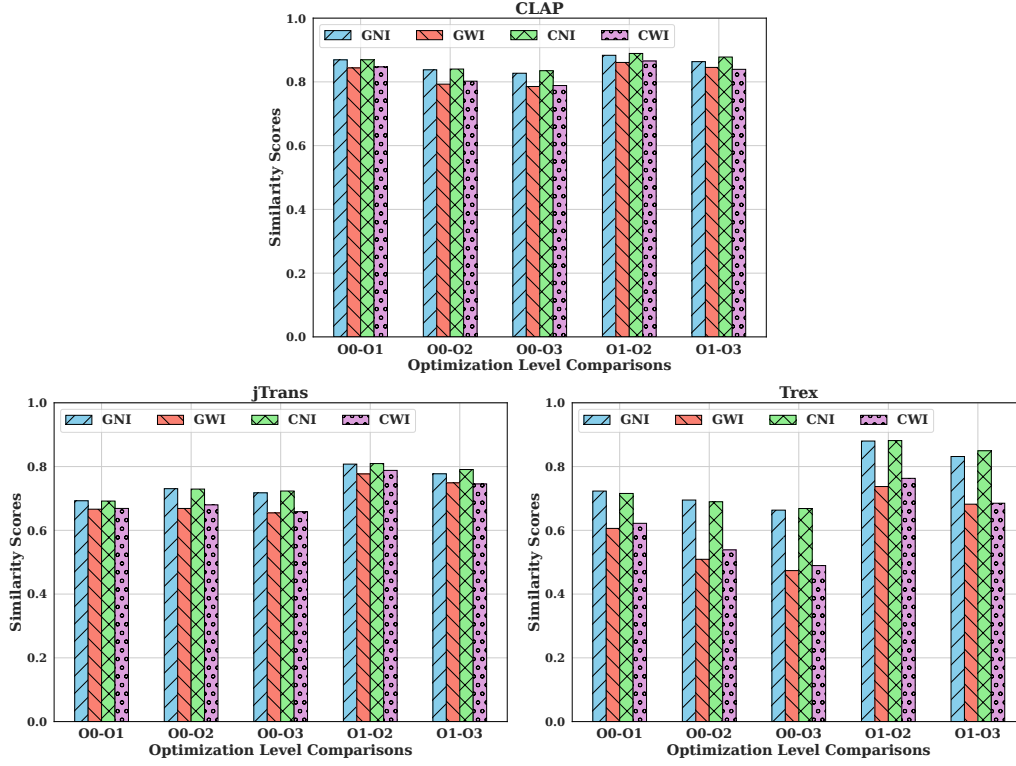 CLAP
1.0
0.8
0.6
0.4
0.2
0.0
Similarity Scores
GNI GWI CNI CWI
O0-O1 O0-O2 O0-O3 O1-O2 O1-O3
Optimization Level Comparisons
jTrans
1.0
0.8
0.6
0.4
0.2
0.0
Similarity Scores
GNI GWI CNI CWI
O0-O1 O0-O2 O0-O3 O1-O2 O1-O3
Optimization Level Comparisons
Trex
1.0
0.8
0.6
0.4
0.2
0.0
Similarity Scores
GNI GWI CNI CWI
O0-O1 O0-O2 O0-O3 O1-O2 O1-O3
Optimization Level Comparisons